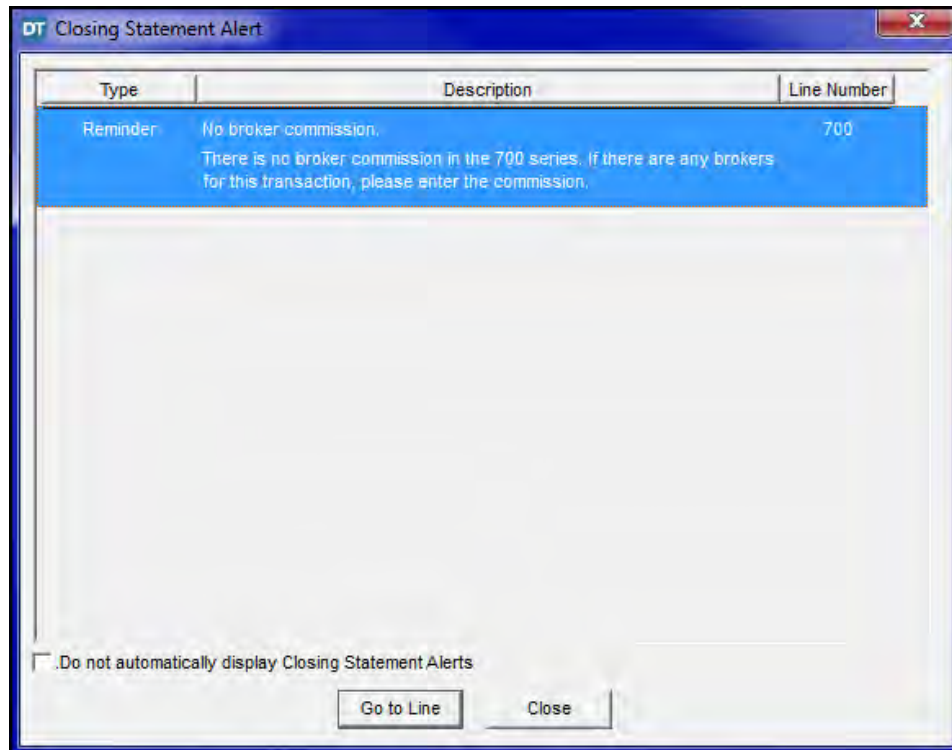 DT Closing Statement Alert
X
Type Description Line Number
Reminder No broker commission. 700
There is no broker commission in the 700 series. If there are any brokers
for this transaction, please enter the commission.
.Do not automatically display Closing Statement Alerts
Go to Line Close